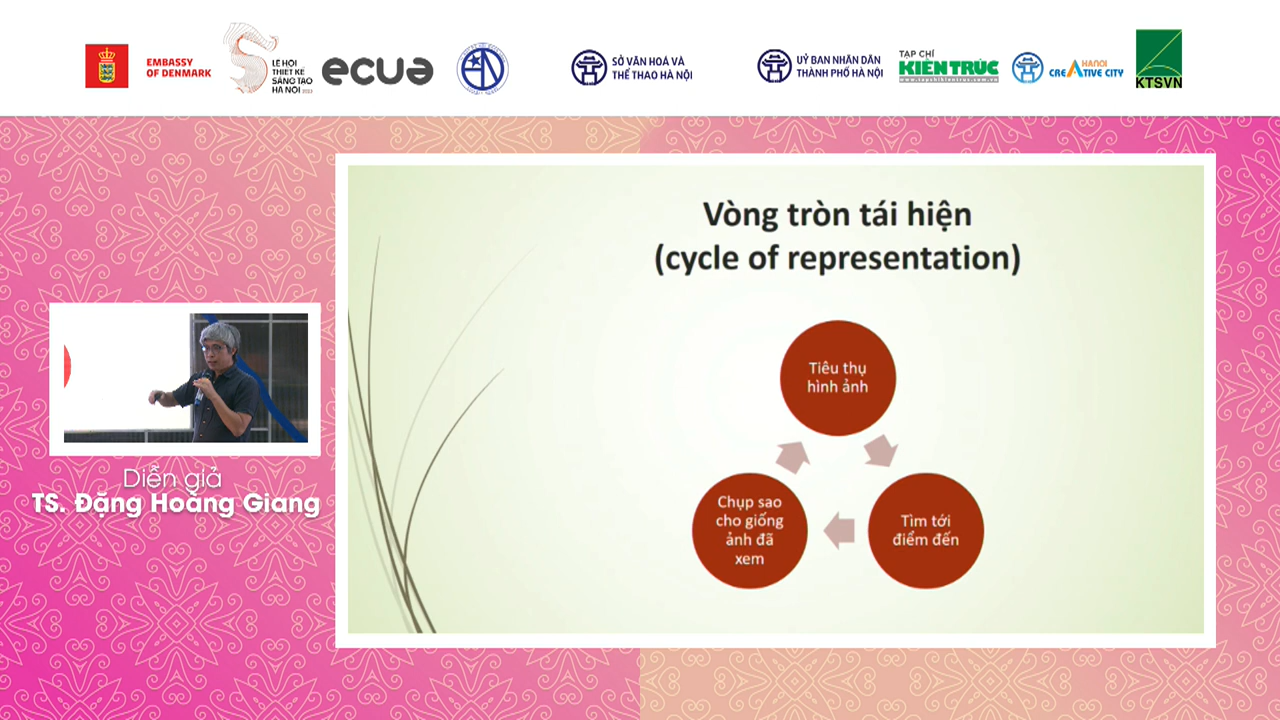 EMBASSY
OF DENMARK
LỄ HỘI
THIẾT KẾ
SÁNG TẠO
HÀ NỘI 2023
ecue
SỞ VĂN HOÁ VÀ
THỂ THAO HÀ NỘI
UỶ BAN NHÂN DÂN
THÀNH PHỐ HÀ NỘI
TẠP CHÍ
KIẾN TRÚC
www.tapchikientruc.com.vn
HANOI
CREATIVE CITY
KTSVN
Vòng tròn tái hiện
(cycle of representation)
Tiêu thụ
hình ảnh
Chụp sao
cho giống
ảnh đã
xem
Tìm tới
điểm đến
Diễn giả
TS. Đặng Hoàng Giang